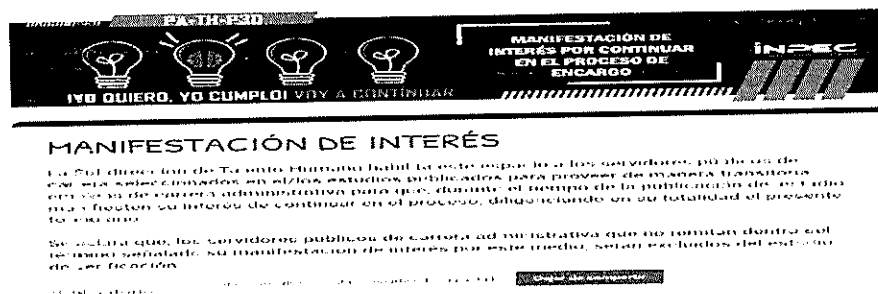 PA-TH-P30
MANIFESTACIÓN DE
INTERÉS POR CONTINUAR
EN EL PROCESO DE
ENCARGO
INPEC
¡YO QUIERO, YO CUMPLO! VOY A CONTINUAR
MANIFESTACIÓN DE INTERÉS
La Subdirección de Talento Humano habilita este espacio a los servidores públicos de
carrera seleccionados en el/los estudios publicados para proveer de manera transitoria
empleos de carrera administrativa para que, durante el tiempo de la publicación del estudio
manifiesten su interés de continuar en el proceso, diligenciando en su totalidad el presente
formulario
Se aclara que, los servidores públicos de carrera administrativa que no remitan dentro del
término señalado su manifestación de interés por este medio, serán excluidos del estudio
de verificación